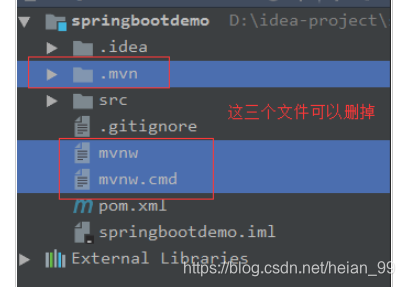 springbootdemo D:\idea-project\
.idea
.mvn
src
这三个文件可以删掉
.gitignore
mvnw
mvnw.cmd
pom.xml
springbootdemo.iml
External Libraries
https://blog.csdn.net/heian_99